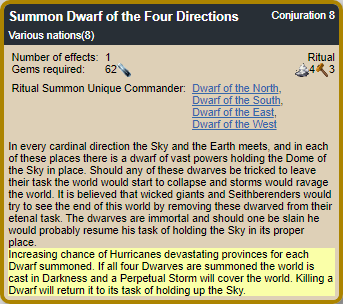 Summon Dwarf of the Four Directions Conjuration 8
Various nations(8)
Number of effects: 1 Ritual
Gems required: 62 4 3
Ritual Summon Unique Commander: Dwarf of the North,
Dwarf of the South,
Dwarf of the East,
Dwarf of the West
In every cardinal direction the Sky and the Earth meets, and in each
of these places there is a dwarf of vast powers holding the Dome of
the Sky in place. Should any of these dwarves be tricked to leave
their task the world would start to collapse and storms would ravage
the world. It is believed that wicked giants and Seithberenders would
try to see the end of this world by removing these dwarved from their
etenal task. The dwarves are immortal and should one be slain he
would probably resume his task of holding the Sky in its proper
place.
Increasing chance of Hurricanes devastating provinces for each
Dwarf summoned. If all four Dwarves are summoned the world is
cast in Darkness and a Perpetual Storm will cover the world. Killing a
Dwarf will return it to its task of holding up the Sky.